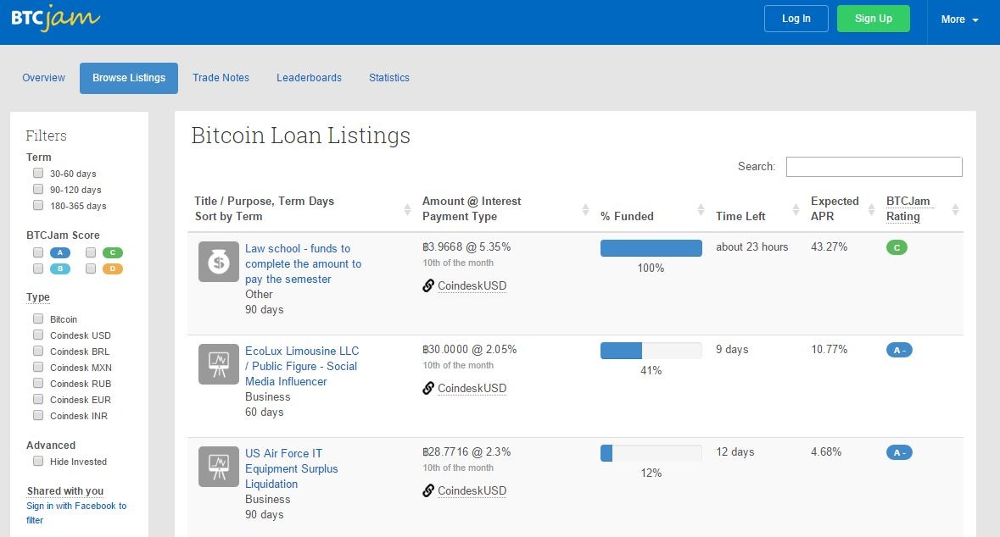 BTCjam
Log In
Sign Up
More
Overview
Browse Listings
Trade Notes
Leaderboards
Statistics
Filters
Term
30-60 days
90-120 days
180-365 days
BTCJam Score
A
C
B
D
Type
Bitcoin
Coindesk USD
Coindesk BRL
Coindesk MXN
Coindesk RUB
Coindesk EUR
Coindesk INR
Advanced
Hide Invested
Shared with you
Sign in with Facebook to
filter
Bitcoin Loan Listings
Search:
Title / Purpose, Term Days
Sort by Term
Amount @ Interest
Payment Type
% Funded
Time Left
Expected
APR
BTCJam
Rating
Law school - funds to
complete the amount to
pay the semester
Other
90 days
฿3.9668 @ 5.35%
10th of the month
CoindeskUSD
100%
about 23 hours
43.27%
C
EcoLux Limousine LLC
/ Public Figure - Social
Media Influencer
Business
60 days
฿30.0000 @ 2.05%
10th of the month
CoindeskUSD
41%
9 days
10.77%
A -
US Air Force IT
Equipment Surplus
Liquidation
Business
90 days
฿28.7716 @ 2.3%
10th of the month
CoindeskUSD
12%
12 days
4.68%
A -